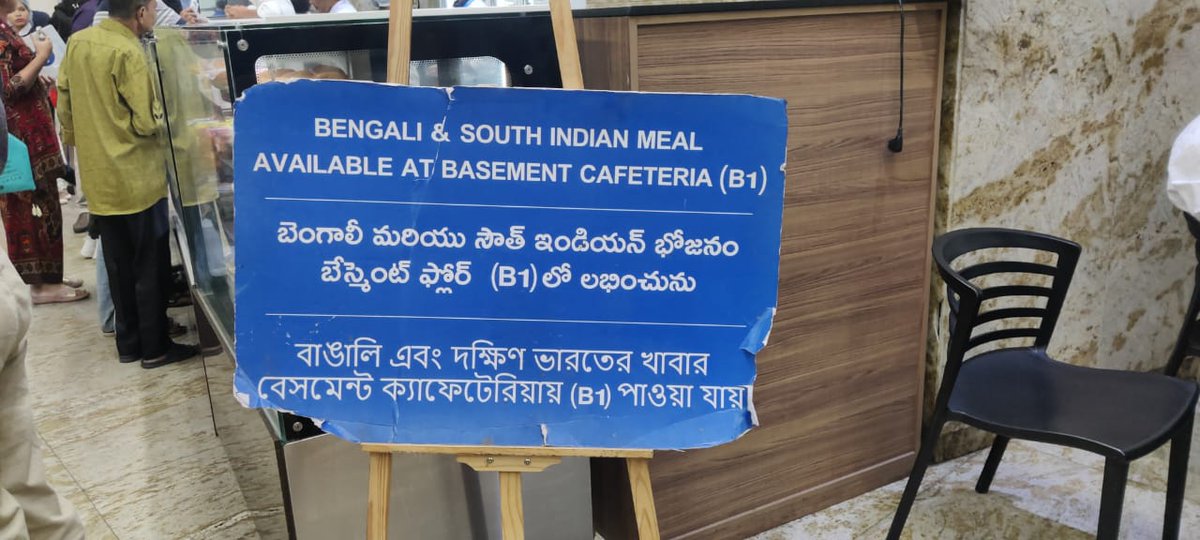 BENGALI & SOUTH INDIAN MEAL
AVAILABLE AT BASEMENT CAFETERIA (B1)
బెంగాలీ మరియు సౌత్ ఇండియన్ భోజనం
బేస్మెంట్ ఫ్లోర్ (B1) లో లభించును
বাঙালি এবং দক্ষিণ ভারতের খাবার
বেসমেন্ট ক্যাফেটেরিয়ায় (B1) পাওয়া যায়